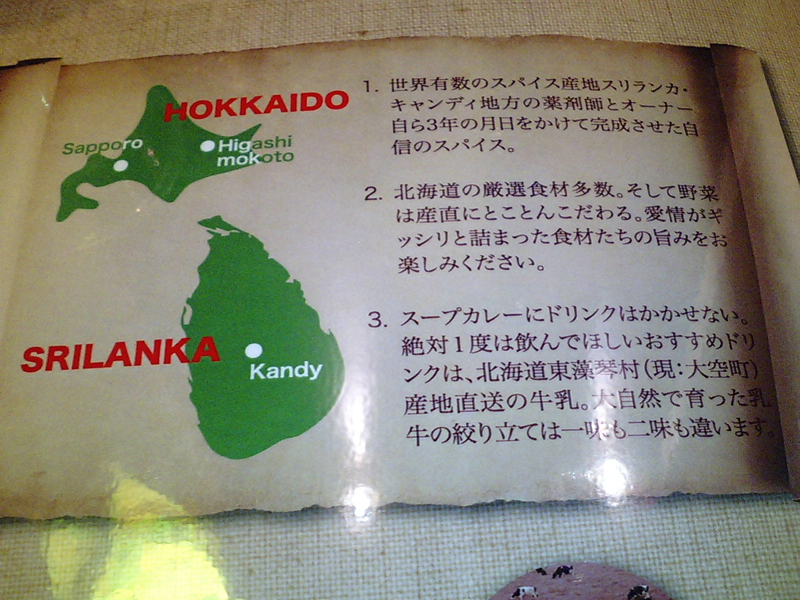 HOKKAIDO
Sapporo
Higashi
mokoto
SRILANKA
Kandy
1. 世界有数のスパイス産地スリランカ・
キャンディ地方の薬剤師とオーナー
自ら3年の月日をかけて完成させた自
信のスパイス。
2. 北海道の厳選食材多数。そして野菜
は産直にとことんこだわる。愛情がギ
ッシリと詰まった食材たちの旨みをお
楽しみください。
3. スープカレーにドリンクはかかせない。
絶対1度は飲んでほしいおすすめドリ
ンクは、北海道東藻琴村(現:大空町)
産地直送の牛乳。大自然で育った乳
牛の絞り立ては一味も二味も違います。